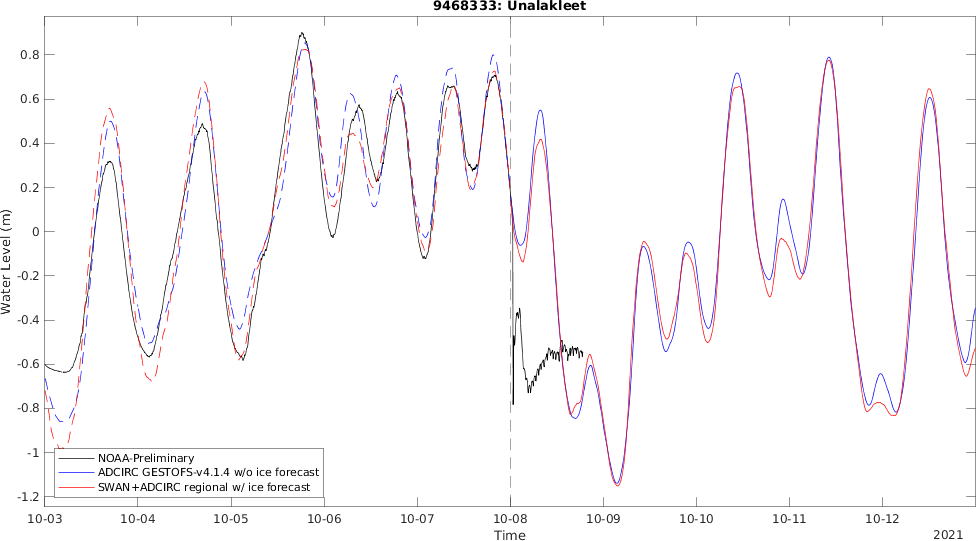 9468333: Unalakleet
0.8
0.6
0.4
0.2
0
-0.2
-0.4
-0.6
-0.8
-1
-1.2
Water Level (m)
NOAA-Preliminary
ADCIRC GESTOFS-v4.1.4 w/o ice forecast
SWAN+ADCIRC regional w/ ice forecast
10-03 10-04 10-05 10-06 10-07 10-08 10-09 10-10 10-11 10-12
Time
2021